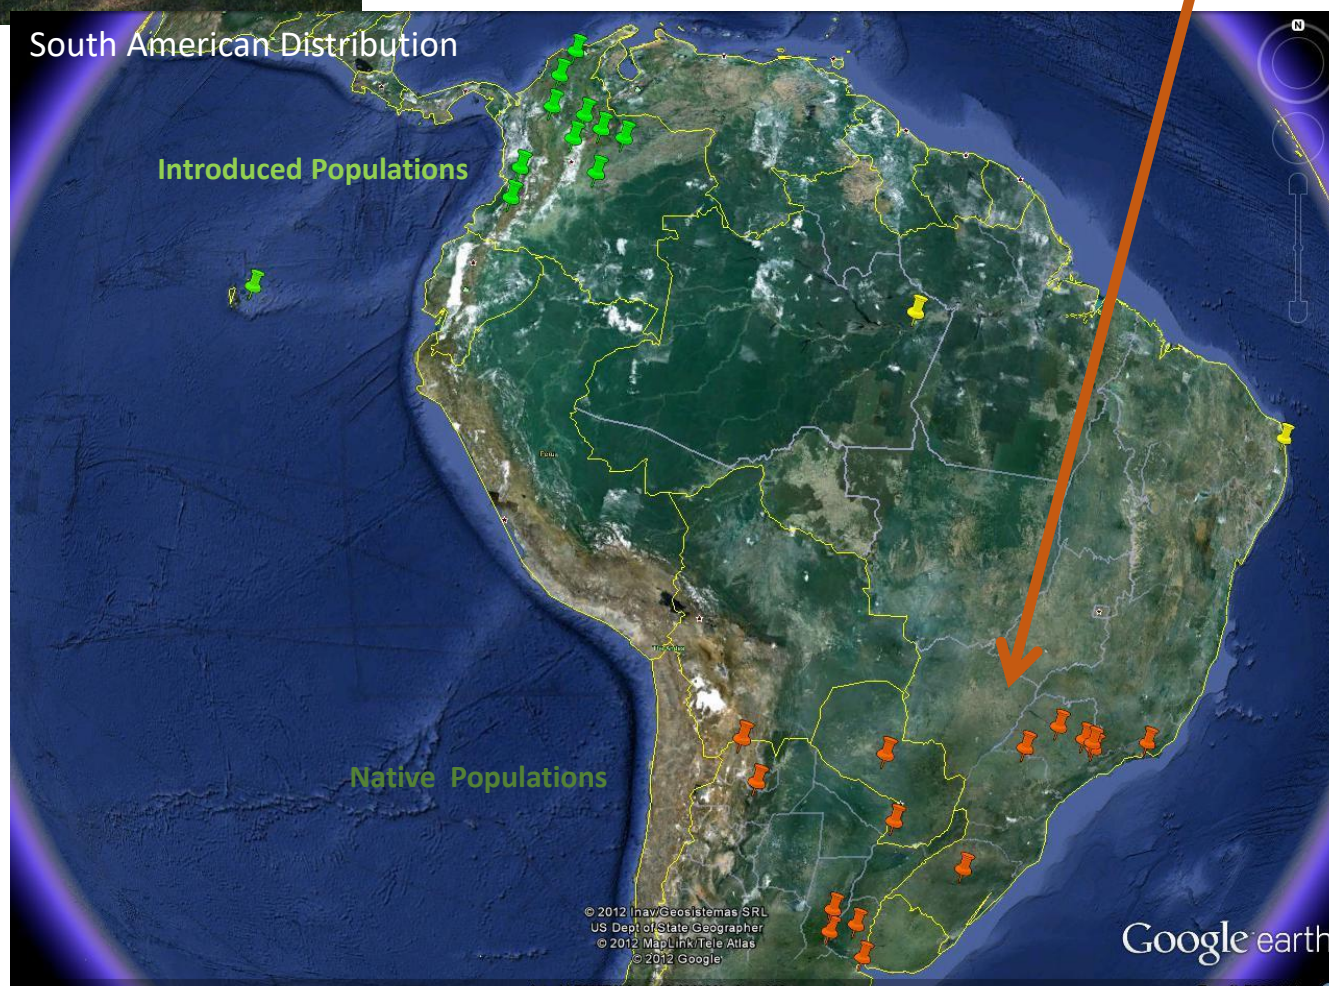 South American Distribution
N
Introduced Populations
Native  Populations
© 2012 Inav/Geosistemas SRL
US Dept of State Geographer
© 2012 MapLink/Tele Atlas
© 2012 Google
Google earth